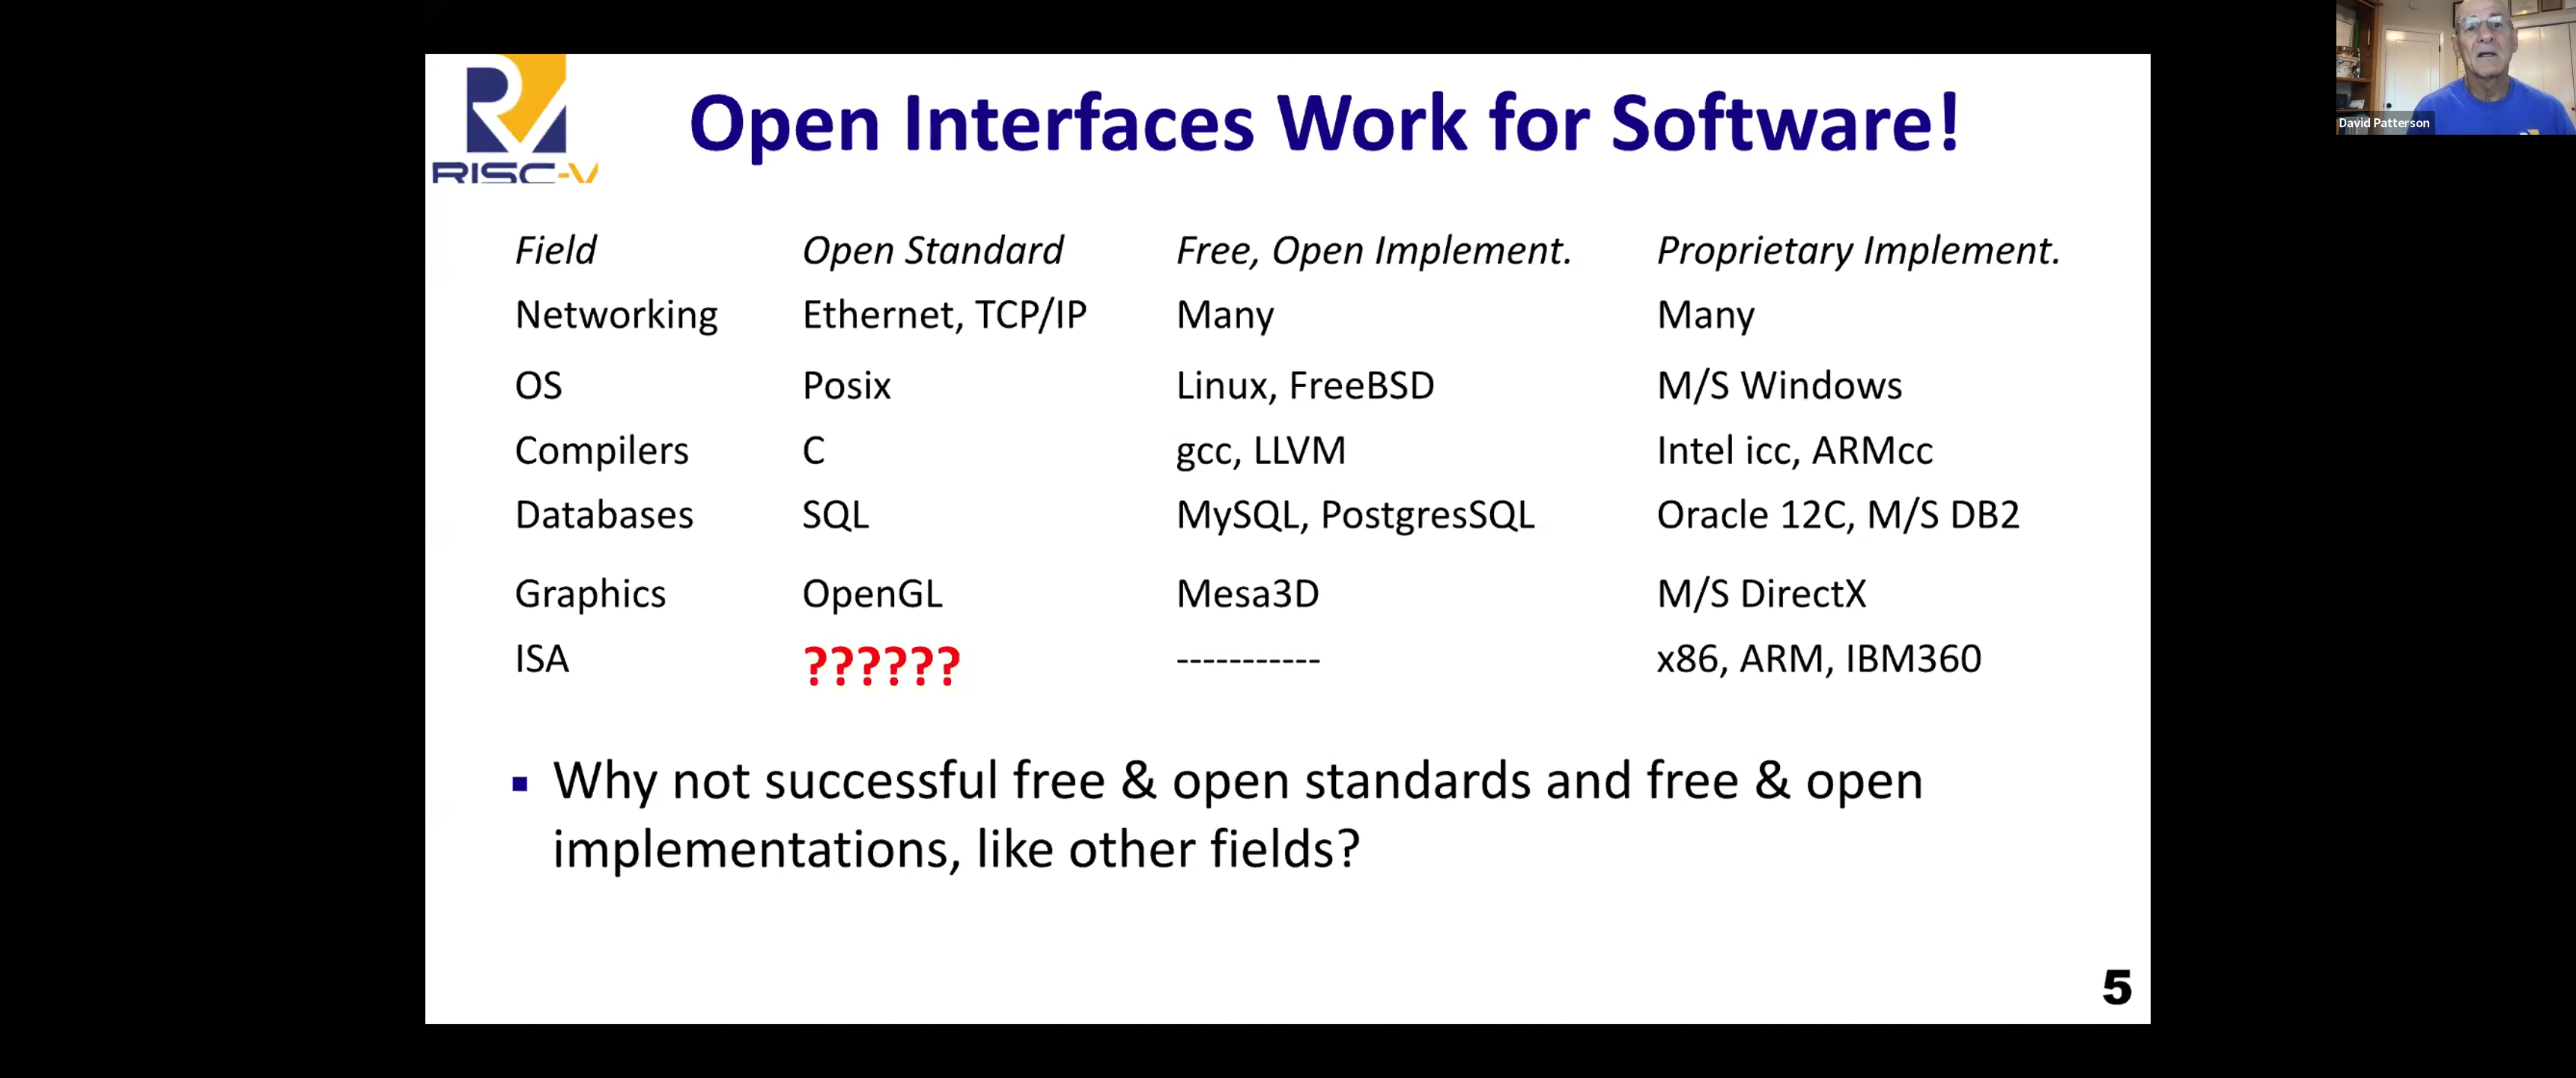 RISC-V
Open Interfaces Work for Software!
David Patterson
Field Open Standard Free, Open Implement. Proprietary Implement.
Networking Ethernet, TCP/IP Many Many
OS Posix Linux, FreeBSD M/S Windows
Compilers C gcc, LLVM Intel icc, ARMcc
Databases SQL MySQL, PostgresSQL Oracle 12C, M/S DB2
Graphics OpenGL Mesa3D M/S DirectX
ISA ?????? ----------- x86, ARM, IBM360
▪ Why not successful free & open standards and free & open
implementations, like other fields?
5